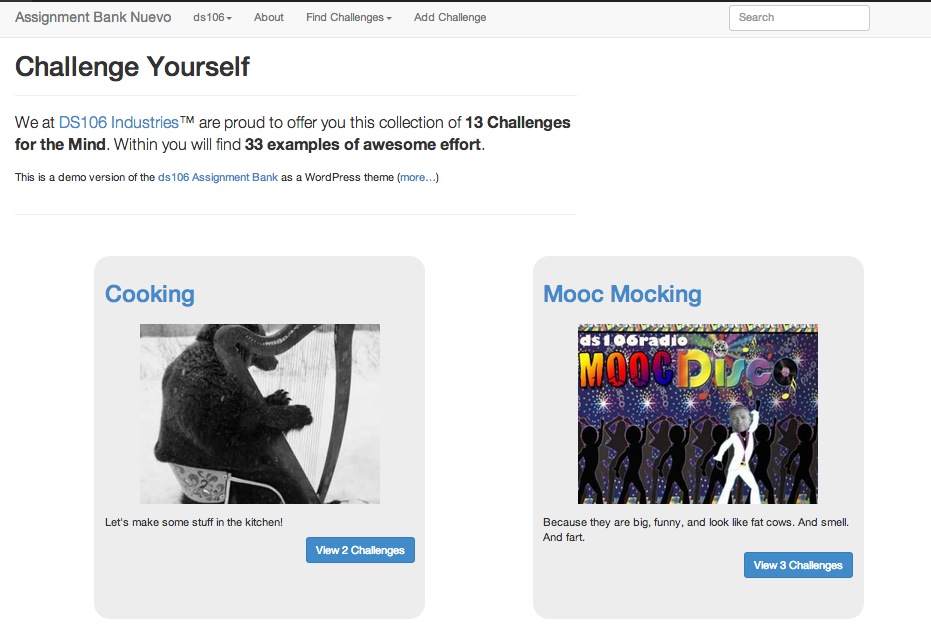 Assignment Bank Nuevo ds106 About Find Challenges Add Challenge Search
Challenge Yourself
We at DS106 Industries™ are proud to offer you this collection of 13 Challenges
for the Mind. Within you will find 33 examples of awesome effort.
This is a demo version of the ds106 Assignment Bank as a WordPress theme (more...)
Cooking
Let's make some stuff in the kitchen!
View 2 Challenges
Mooc Mocking
ds106radio
MOOC Disco
Because they are big, funny, and look like fat cows. And smell.
And fart.
View 3 Challenges